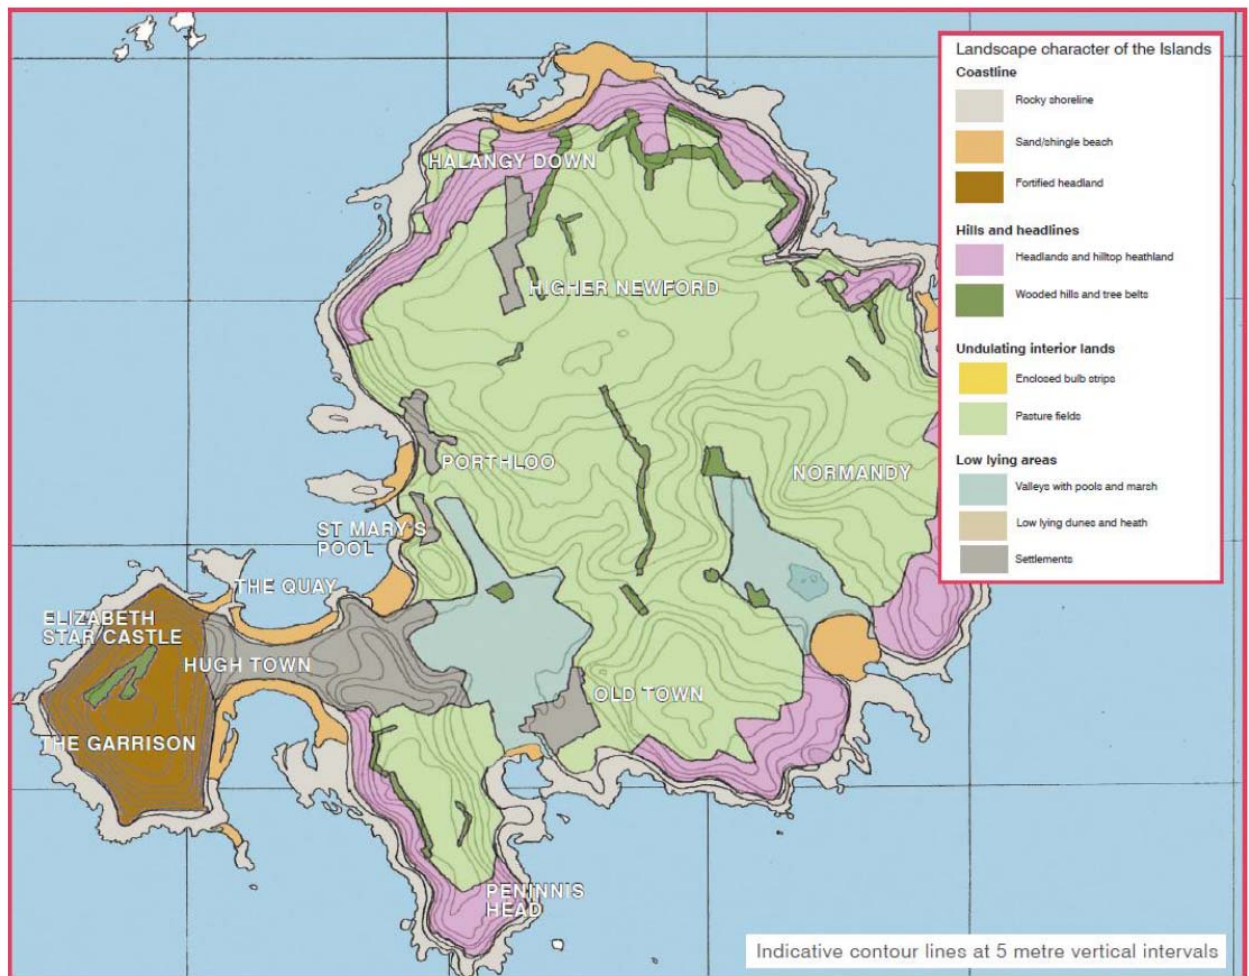 Landscape character of the Islands
Coastline
Rocky shoreline
Sand/shingle beach
Fortified headland
Hills and headlines
Headlands and hilltop heathland
Wooded hills and tree belts
Undulating interior lands
Enclosed bulb strips
Pasture fields
Low lying areas
Valleys with pools and marsh
Low lying dunes and heath
Settlements
HALANGY DOWN
HIGHER NEWFORD
PORTHLOO
NORMANDY
ST MARY'S
POOL
THE QUAY
ELIZABETH
STAR CASTLE
HUGH TOWN
OLD TOWN
THE GARRISON
PENINNIS
HEAD
Indicative contour lines at 5 metre vertical intervals